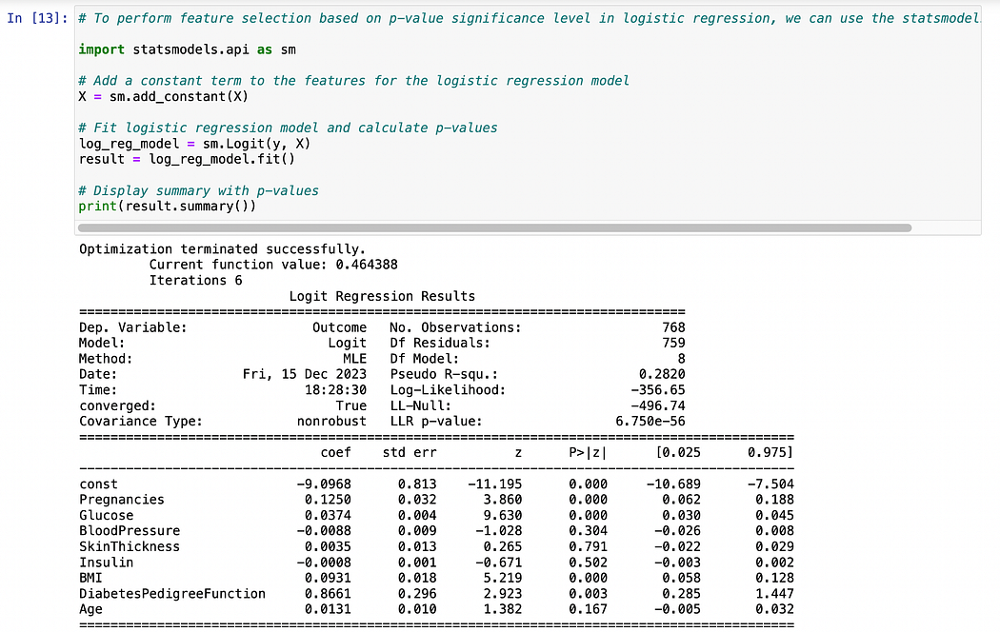 In [13]: # To perform feature selection based on p-value significance level in logistic regression, we can use the statsmodel
import statsmodels.api as sm
# Add a constant term to the features for the logistic regression model
X = sm.add_constant(X)
# Fit logistic regression model and calculate p-values
log_reg_model = sm.Logit(y, X)
result = log_reg_model.fit()
# Display summary with p-values
print(result.summary())
Optimization terminated successfully.
Current function value: 0.464388
Iterations 6
Logit Regression Results
==============================================================================
Dep. Variable: Outcome No. Observations: 768
Model: Logit Df Residuals: 759
Method: MLE Df Model: 8
Date: Fri, 15 Dec 2023 Pseudo R-squ.: 0.2820
Time: 18:28:30 Log-Likelihood: -356.65
converged: True LL-Null: -496.74
Covariance Type: nonrobust LLR p-value: 6.750e-56
============================================================================================
coef std err z P>|z| [0.025 0.975]
--------------------------------------------------------------------------------------------
const -9.0968 0.813 -11.195 0.000 -10.689 -7.504
Pregnancies 0.1250 0.032 3.860 0.000 0.062 0.188
Glucose 0.0374 0.004 9.630 0.000 0.030 0.045
BloodPressure -0.0088 0.009 -1.028 0.304 -0.026 0.008
SkinThickness 0.0035 0.013 0.265 0.791 -0.022 0.029
Insulin -0.0008 0.001 -0.671 0.502 -0.003 0.002
BMI 0.0931 0.018 5.219 0.000 0.058 0.128
DiabetesPedigreeFunction 0.8661 0.296 2.923 0.003 0.285 1.447
Age 0.0131 0.010 1.382 0.167 -0.005 0.032
============================================================================================